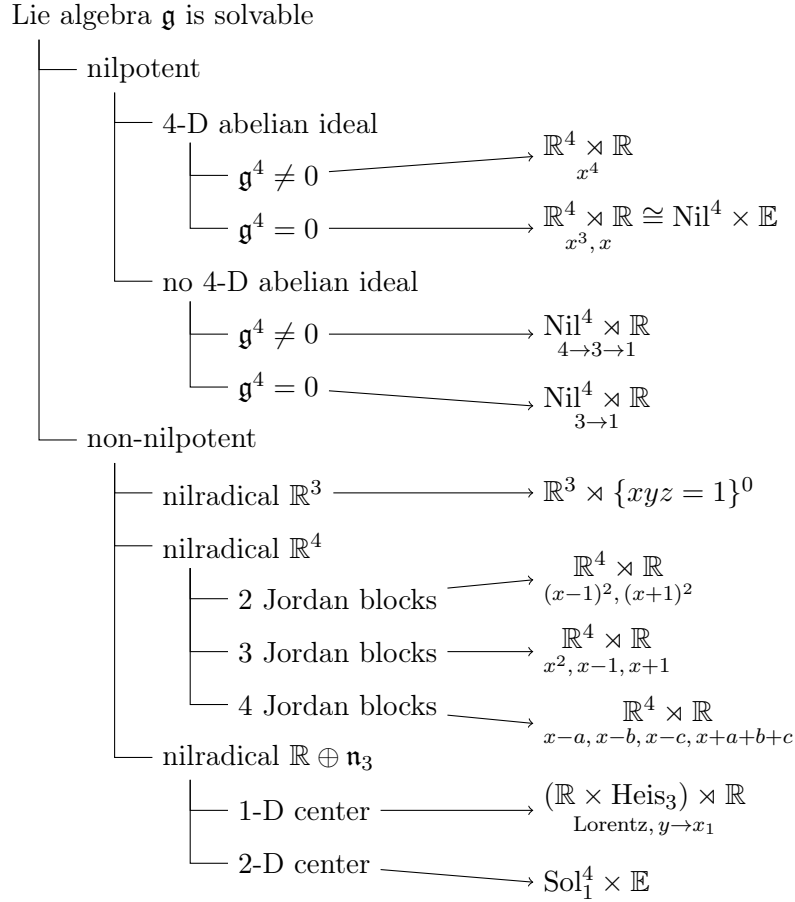 Lie algebra 𝔤 is solvable
nilpotent
4-D abelian ideal
𝔤⁴ ≠ 0
ℝ⁴ ⋊ ℝ
x⁴
𝔤⁴ = 0
ℝ⁴ ⋊ ℝ ≅ Nil⁴ × 𝔼
x³, x
no 4-D abelian ideal
𝔤⁴ ≠ 0
Nil⁴ ⋊ ℝ
4→3→1
𝔤⁴ = 0
Nil⁴ ⋊ ℝ
3→1
non-nilpotent
nilradical ℝ³
ℝ³ ⋊ {xyz = 1}⁰
nilradical ℝ⁴
2 Jordan blocks
ℝ⁴ ⋊ ℝ
(x−1)², (x+1)²
3 Jordan blocks
ℝ⁴ ⋊ ℝ
x², x−1, x+1
4 Jordan blocks
ℝ⁴ ⋊ ℝ
x−a, x−b, x−c, x+a+b+c
nilradical ℝ ⊕ 𝔫₃
1-D center
(ℝ × Heis₃) ⋊ ℝ
Lorentz, y→x₁
2-D center
Sol₁⁴ × 𝔼